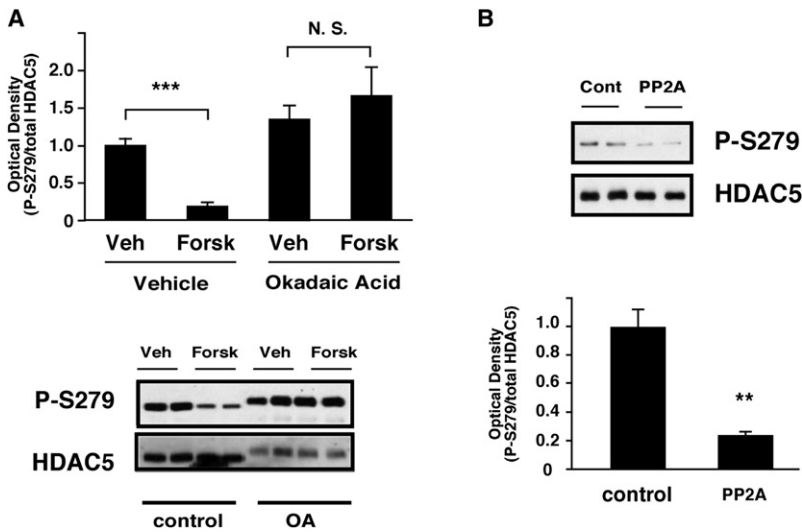 A
Optical Density
(P-S279/total HDAC5)
2.0
1.5
1.0
0.5
0
***
N. S.
Veh Forsk Veh Forsk
Vehicle Okadaic Acid
Veh Forsk Veh Forsk
P-S279
HDAC5
control OA
B
Cont PP2A
P-S279
HDAC5
Optical Density
(P-S279/total HDAC5)
1.0
0.8
0.6
0.4
0.2
0
**
control PP2A